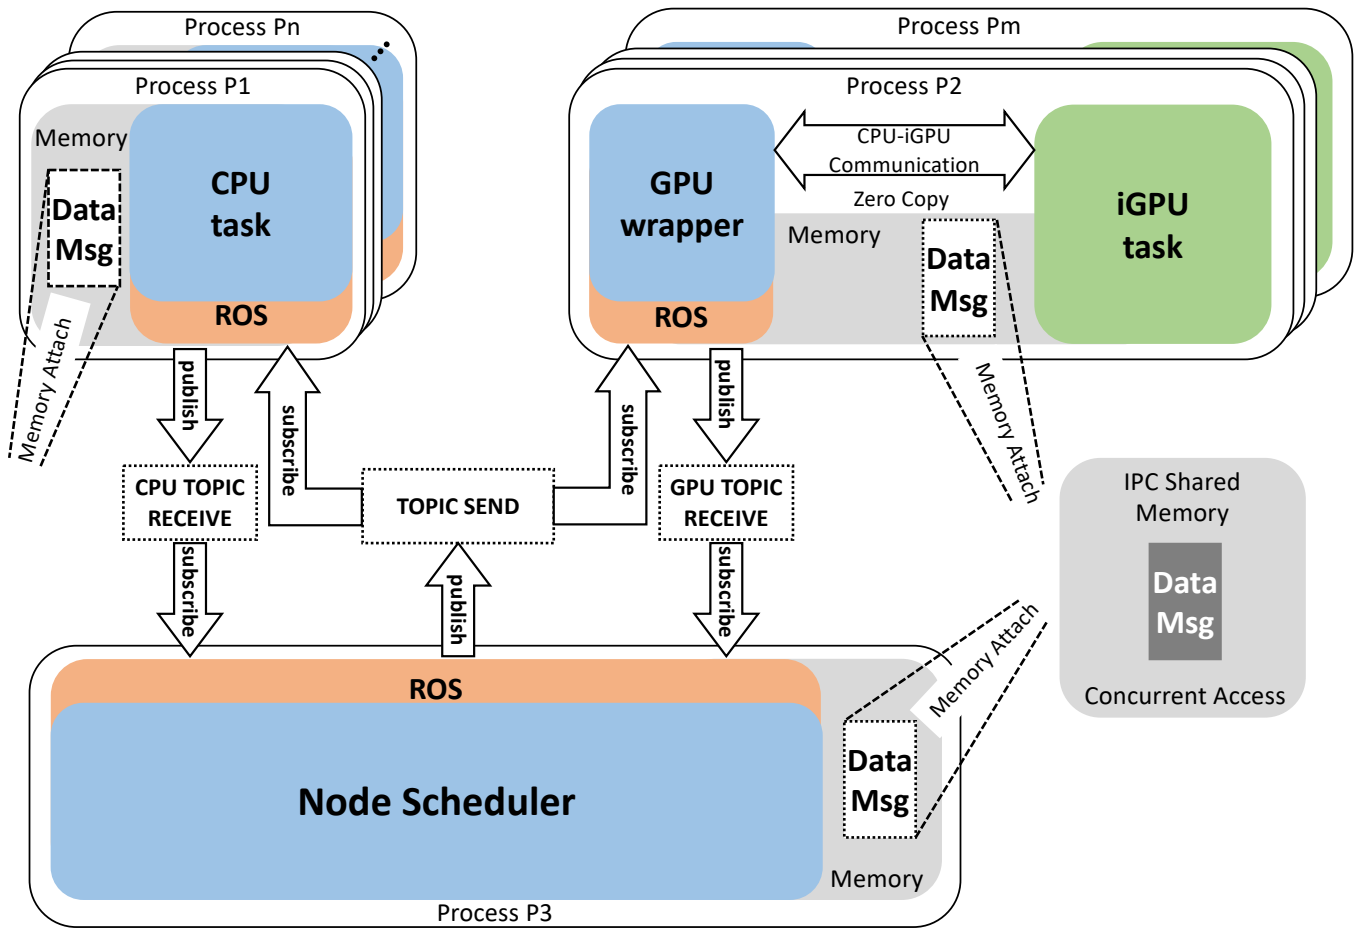 Process Pn
Process P1
Memory
Data
Msg
CPU
task
ROS
Memory Attach
Process Pm
Process P2
GPU
wrapper
ROS
CPU-iGPU
Communication
Zero Copy
Memory
Data
Msg
iGPU
task
Memory Attach
publish
subscribe
subscribe
publish
CPU TOPIC
RECEIVE
TOPIC SEND
GPU TOPIC
RECEIVE
subscribe
publish
subscribe
IPC Shared
Memory
Data
Msg
Concurrent Access
Memory Attach
ROS
Node Scheduler
Data
Msg
Memory
Process P3